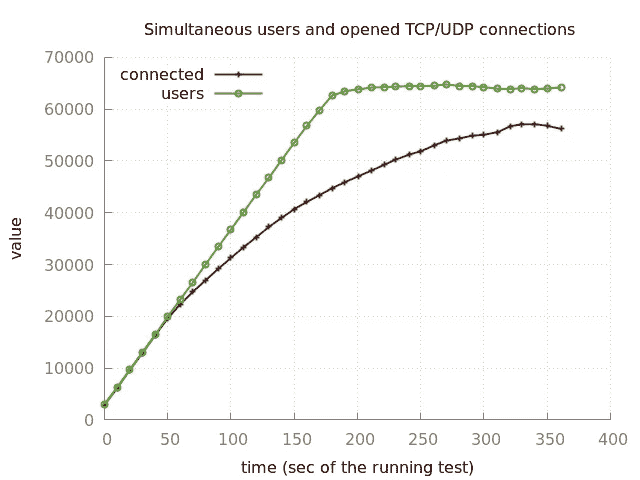 Simultaneous users and opened TCP/UDP connections
70000
connected
users
60000
50000
40000
30000
20000
10000
0
value
0 50 100 150 200 250 300 350 400
time (sec of the running test)